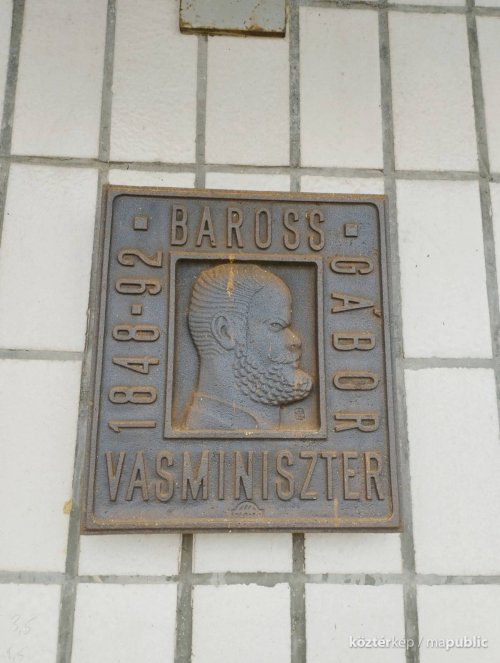 1848-92
BAROSS
GÁBOR
VASMINISZTER
köztérkép / mapublic